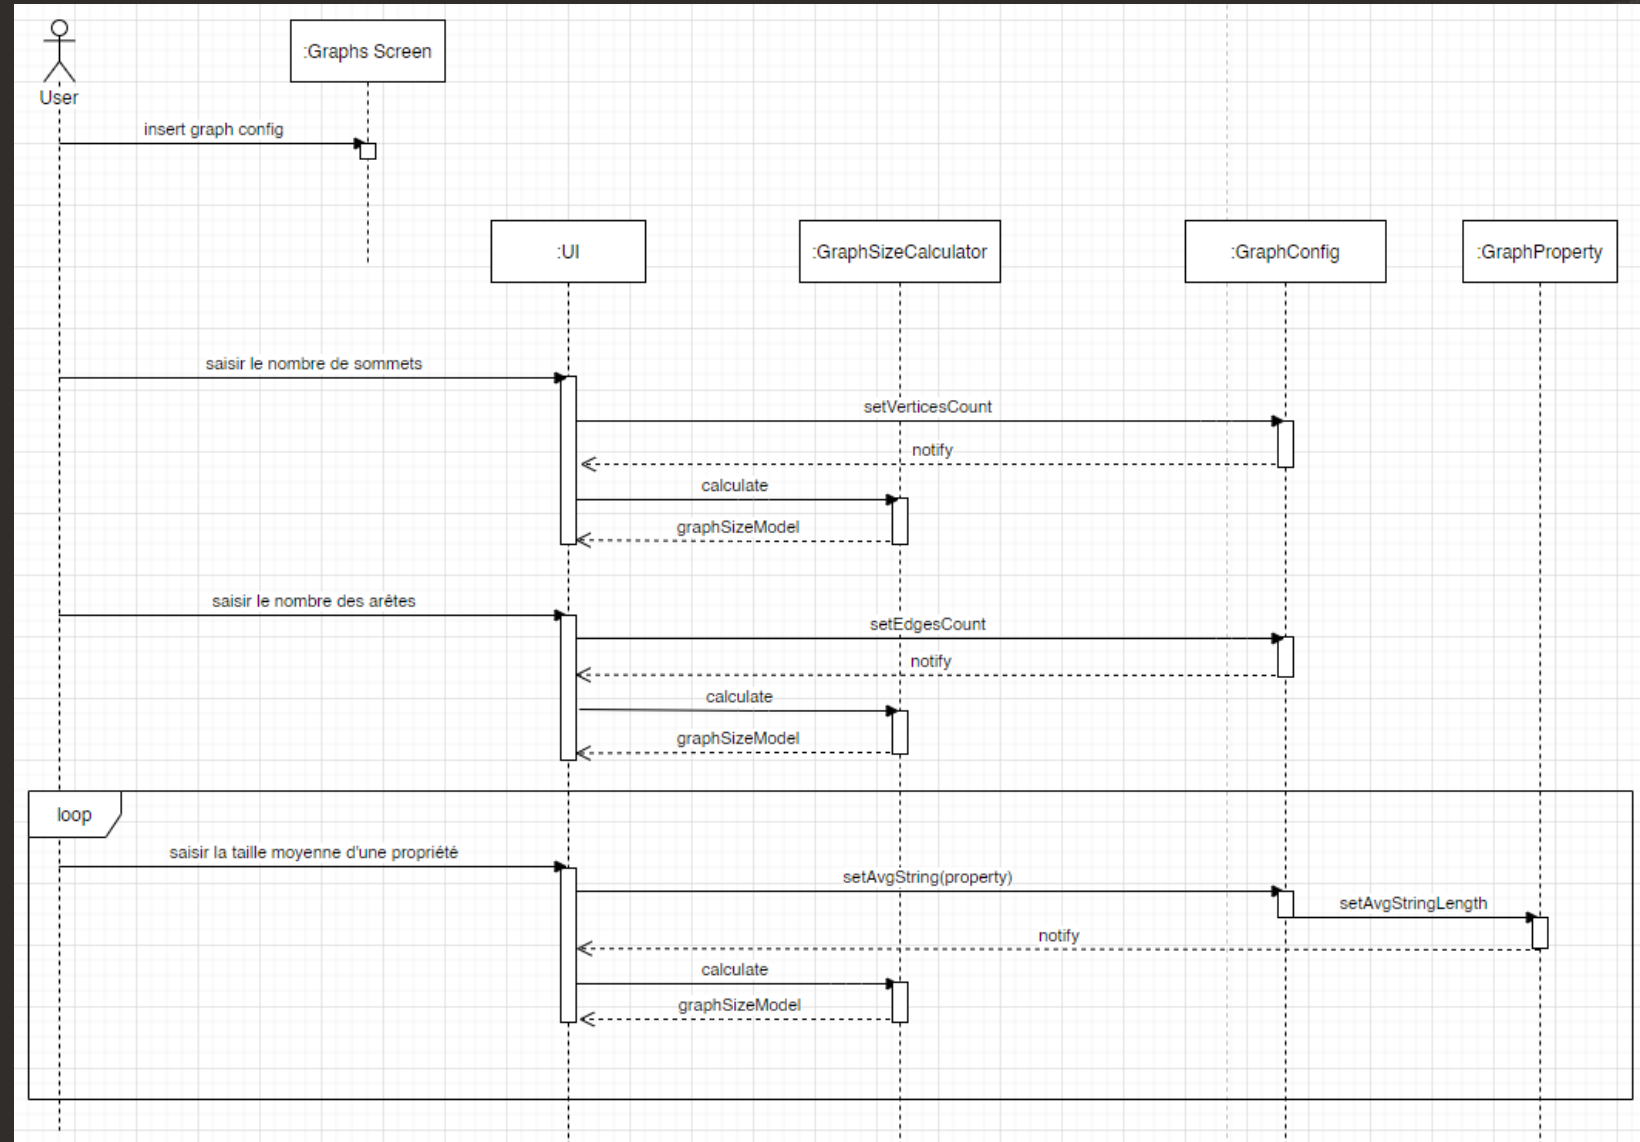 :Graphs Screen
User
insert graph config
:UI
:GraphSizeCalculator
:GraphConfig
:GraphProperty
saisir le nombre de sommets
setVerticesCount
notify
calculate
graphSizeModel
saisir le nombre des arêtes
setEdgesCount
notify
calculate
graphSizeModel
loop
saisir la taille moyenne d'une propriété
setAvgString(property)
setAvgStringLength
notify
calculate
graphSizeModel